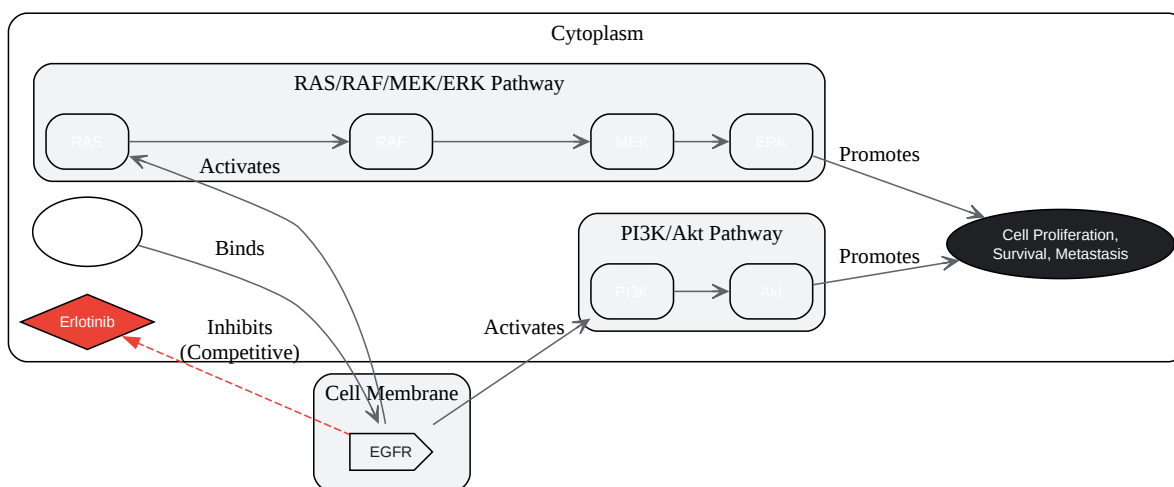 Cytoplasm
RAS/RAF/MEK/ERK Pathway
RAS
RAF
MEK
ERK
Activates
Promotes
Binds
PI3K/Akt Pathway
PI3K
Akt
Promotes
Cell Proliferation,
Survival, Metastasis
Erlotinib
Inhibits
(Competitive)
Activates
Cell Membrane
EGFR